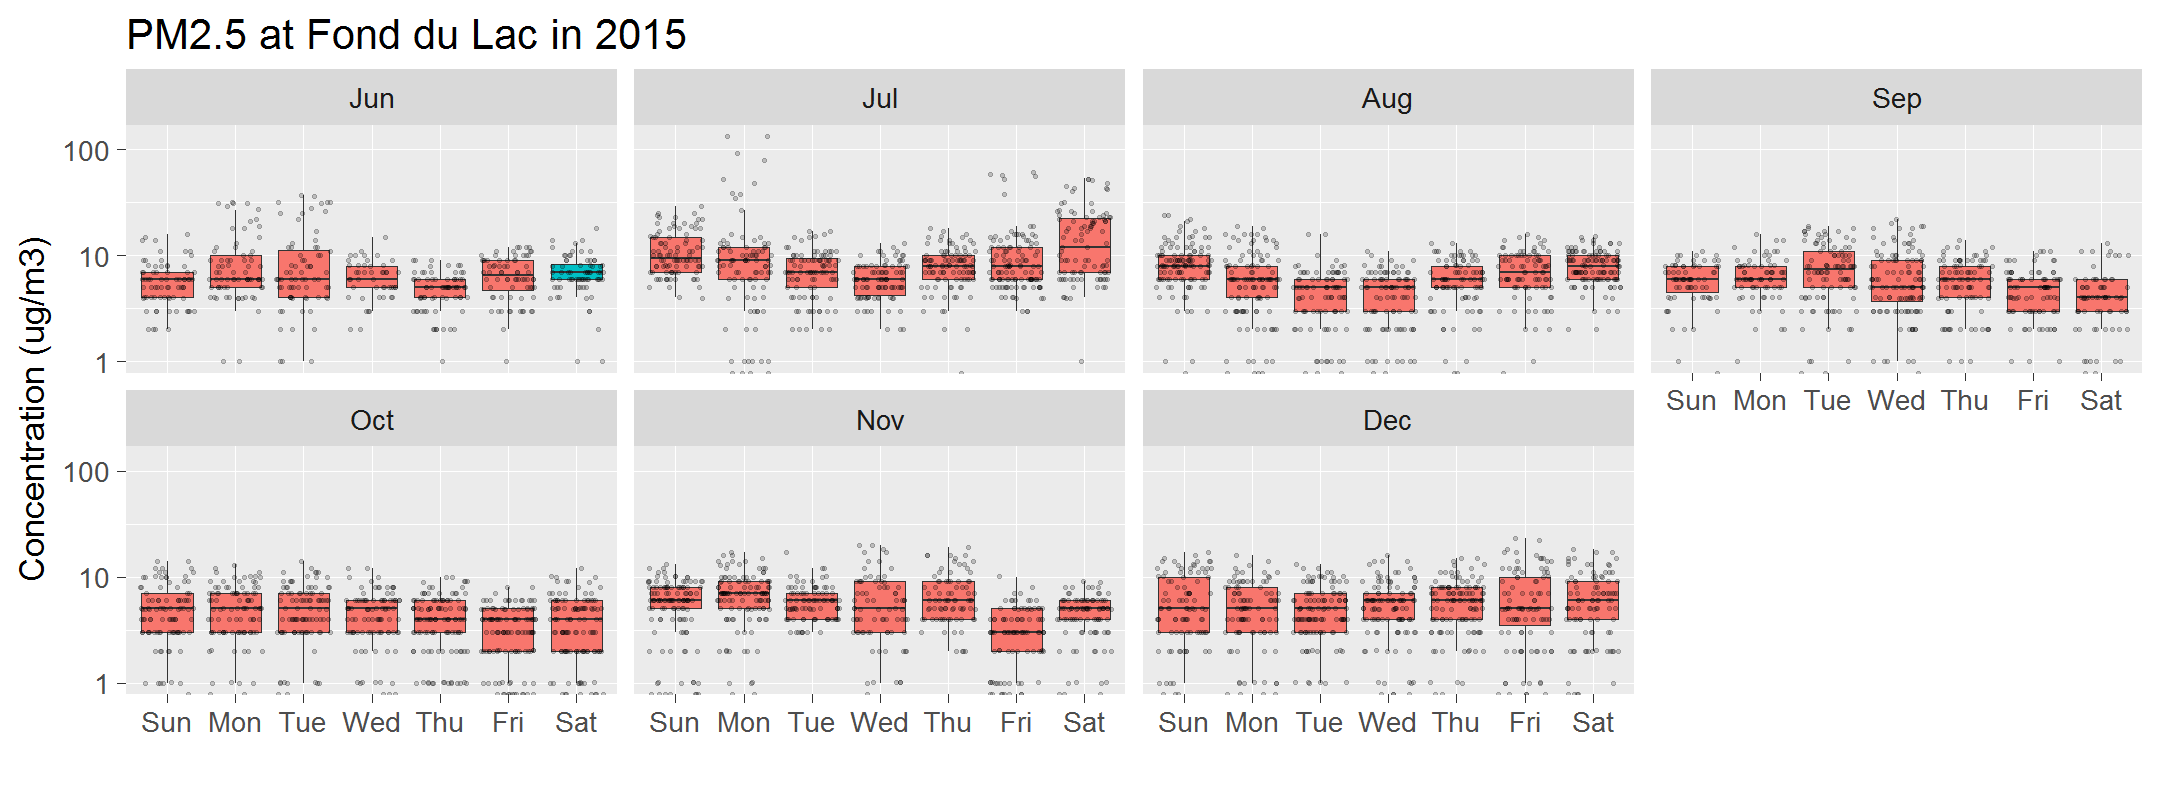 PM2.5 at Fond du Lac in 2015
Jun Jul Aug Sep
100
10
1
Sun Mon Tue Wed Thu Fri Sat
Concentration (ug/m3)
Oct Nov Dec
100
10
1
Sun Mon Tue Wed Thu Fri Sat Sun Mon Tue Wed Thu Fri Sat Sun Mon Tue Wed Thu Fri Sat